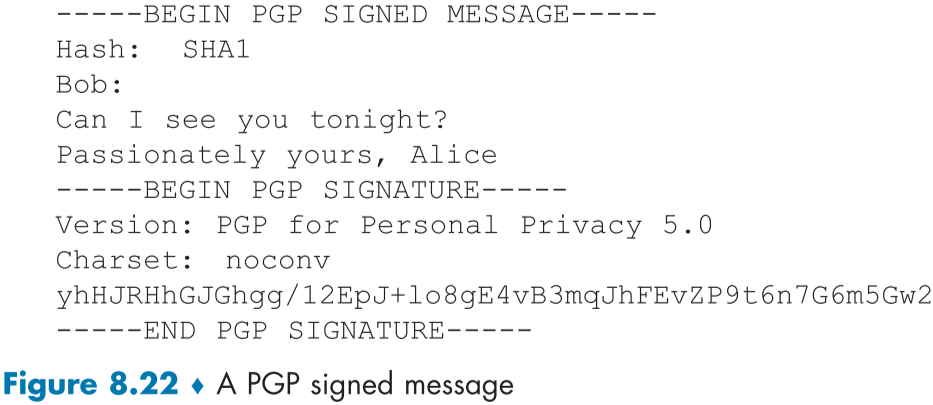 -----BEGIN PGP SIGNED MESSAGE-----
Hash: SHA1
Bob:
Can I see you tonight?
Passionately yours, Alice
-----BEGIN PGP SIGNATURE-----
Version: PGP for Personal Privacy 5.0
Charset: noconv
yhHJRHhGJGhgg/12EpJ+lo8gE4vB3mqJhFEvZP9t6n7G6m5Gw2
-----END PGP SIGNATURE-----
Figure 8.22 ♦ A PGP signed message